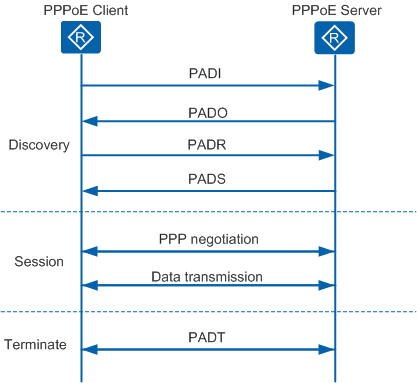 PPPoE Client
PPPoE Server
R
R
PADI
PADO
Discovery
PADR
PADS
PPP negotiation
Session
Data transmission
Terminate
PADT